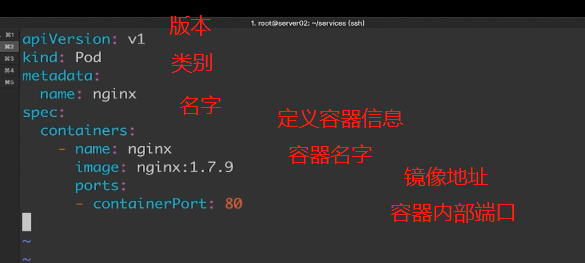 1. root@server02: ~/services (ssh)
版本
⌘1
apiVersion: v1
⌘2
kind: Pod
类别
⌘3
metadata:
⌘4
name: nginx
名字
⌘5
spec:
定义容器信息
containers:
- name: nginx
容器名字
image: nginx:1.7.9
镜像地址
ports:
- containerPort: 80
容器内部端口
~
~